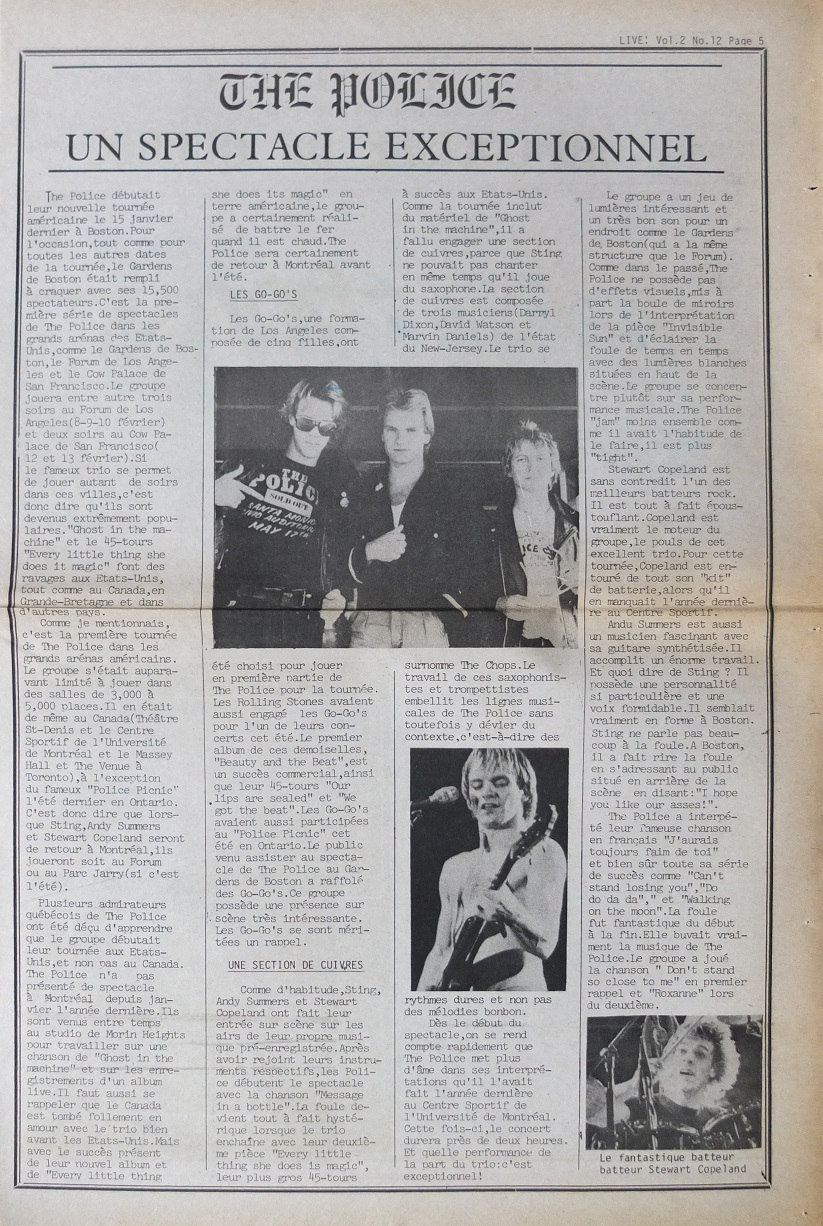 LIVE! Vol.2 No.12 Page 5
THE POLICE
UN SPECTACLE EXCEPTIONNEL
The Police débutait
leur nouvelle tournée
américaine le 15 janvier
dernier à Boston.Pour
l'occasion,tout comme pour
toutes les autres dates
de la tournée,le Gardens
de Boston était rempli
à craquer avec ses 15,500
spectateurs.C'est la pre-
mière série de spectacles
de The Police dans les
grands arénas des Etats-
Unis,comme le Gardens de Bos-
ton,le Forum de Los Ange-
les et le Cow Palace de
San Francisco.Le groupe
jouera entre autre trois
soirs au Forum de Los
Angeles(8-9-10 février)
et deux soirs au Cow Pa-
lace de San Francisco(
12 et 13 février).Si
le fameux trio se permet
de jouer autant de soirs
dans ces villes,c'est
donc dire qu'ils sont
devenus extrêmement popu-
laires."Ghost in the ma-
chine" et le 45-tours
"Every little thing she
does it magic" font des
ravages aux Etats-Unis,
tout comme au Canada,en
Grande-Bretagne et dans
d'autres pays.
Comme je mentionnais,
c'est la première tournée
de The Police dans les
grands arénas américains.
Le groupe s'était aupara-
vant limité à jouer dans
des salles de 3,000 à
5,000 places.Il en était
de même au Canada(Théâtre
St-Denis et le Centre
Sportif de l'Université
de Montréal et le Massey
Hall et The Venue à
Toronto),à l'exception
du fameux "Police Picnic"
l'été dernier en Ontario.
C'est donc dire que lors-
que Sting,Andy Summers
et Stewart Copeland seront
de retour à Montréal,ils
joueront soit au Forum
ou au Parc Jarry(si c'est
l'été).
Plusieurs admirateurs
québécois de The Police
ont été déçu d'apprendre
que le groupe débutait
leur tournée aux Etats-
Unis,et non pas au Canada.
The Police n'a pas
présenté de spectacle
à Montréal depuis jan-
vier l'année dernière.Ils
sont venus entre temps
au studio de Morin Heights
pour travailler sur une
chanson de "Ghost in the
machine" et sur les enre-
gistrements d'un album
live.Il faut aussi se
rappeler que le Canada
est tombé follement en
amour avec le trio bien
avant les Etats-Unis.Mais
avec le succès présent
de leur nouvel album et
de "Every little thing
she does its magic" en
terre américaine,le grou-
pe a certainement réali-
sé de battre le fer
quand il est chaud.The
Police sera certainement
de retour à Montréal avant
l'été.
LES GO-GO'S
Les Go-Go's,une forma-
tion de Los Angeles com-
posée de cinq filles,ont
été choisi pour jouer
en première partie de
The Police pour la tournée.
Les Rolling Stones avaient
aussi engagé les Go-Go's
pour l'un de leurs con-
certs cet été.Le premier
album de ces demoiselles,
"Beauty and the Beat",est
un succès commercial,ainsi
que leur 45-tours "Our
lips are sealed" et "We
got the beat".Les Go-Go's
avaient aussi participées
au "Police Picnic" cet
été en Ontario.Le public
venu assister au specta-
cle de The Police au Gar-
dens de Boston a raffolé
des Go-Go's.Ce groupe
possède une présence sur
scène très intéressante.
Les Go-Go's se sont méri-
tées un rappel.
UNE SECTION DE CUIVRES
Comme d'habitude,Sting,
Andy Summers et Stewart
Copeland ont fait leur
entrée sur scène sur les
airs de leur propre musi-
que pré-enregistrée.Après
avoir rejoint leurs instru-
ments respectifs,les Poli-
ce débutent le spectacle
avec la chanson "Message
in a bottle".La foule de-
vient tout à fait hysté-
rique lorsque le trio
enchaîne avec leur deuxiè-
me pièce "Every little
thing she does is magic",
leur plus gros 45-tours
à succès aux Etats-Unis.
Comme la tournée inclut
du matériel de "Ghost
in the machine",il a
fallu engager une section
de cuivres,parce que Sting
ne pouvait pas chanter
en même temps qu'il joue
du saxophone.La section
de cuivres est composée
de trois musiciens(Darryl
Dixon,David Watson et
Marvin Daniels) de l'état
du New-Jersey.Le trio se
THE
POLICE
SOLD OUT
SANTA MONICA
CIVIC AUDITORIUM
MAY 12TH
surnomme The Chops.Le
travail de ces saxophonis-
tes et trompettistes
embellit les lignes musi-
cales de The Police sans
toutefois y dévier du
contexte,c'est-à-dire des
rythmes dures et non pas
des mélodies bonbon.
Dès le début du
spectacle,on se rend
compte rapidement que
The Police met plus
d'âme dans ses interpré-
tations qu'il l'avait
fait l'année dernière
au Centre Sportif de
l'Université de Montréal.
Cette fois-ci,le concert
durera près de deux heures.
Et quelle performance de
la part du trio:c'est
exceptionnel!
Le groupe a un jeu de
lumières intéressant et
un très bon son pour un
endroit comme le Gardens
de Boston(qui a la même
structure que le Forum).
Comme dans le passé,The
Police ne possède pas
d'effets visuels,mis à
part la boule de miroirs
lors de l'interprétation
de la pièce "Invisible
Sun" et d'éclairer la
foule de temps en temps
avec des lumières blanches
situées en haut de la
scène.Le groupe se concen-
tre plutôt sur sa perfor-
mance musicale.The Police
"jam" moins ensemble com-
me il avait l'habitude de
le faire,il est plus
"tight".
Stewart Copeland est
sans contredit l'un des
meilleurs batteurs rock.
Il est tout à fait épous-
touflant.Copeland est
vraiment le moteur du
groupe,le pouls de cet
excellent trio.Pour cette
tournée,Copeland est en-
touré de tout son "kit"
de batterie,alors qu'il
en manquait l'année derniè-
re au Centre Sportif.
Andu Summers est aussi
un musicien fascinant avec
sa guitare synthétisée.Il
accomplit un énorme travail.
Et quoi dire de Sting ? Il
possède une personnalité
si particulière et une
voix formidable.Il semblait
vraiment en forme à Boston.
Sting ne parle pas beau-
coup à la foule.A Boston,
il a fait rire la foule
en s'adressant au public
situé en arrière de la
scène en disant:"I hope
you like our asses!".
The Police a interpé-
té leur fameuse chanson
en français "J'aurais
toujours faim de toi"
et bien sûr toute sa série
de succès comme "Can't
stand losing you","Do
do da da"," et "Walking
on the moon".La foule
fut fantastique du début
à la fin.Elle buvait vrai-
ment la musique de The
Police.Le groupe a joué
la chanson " Don't stand
so close to me" en premier
rappel et "Roxanne" lors
du deuxième.
Le fantastique batteur
batteur Stewart Copeland